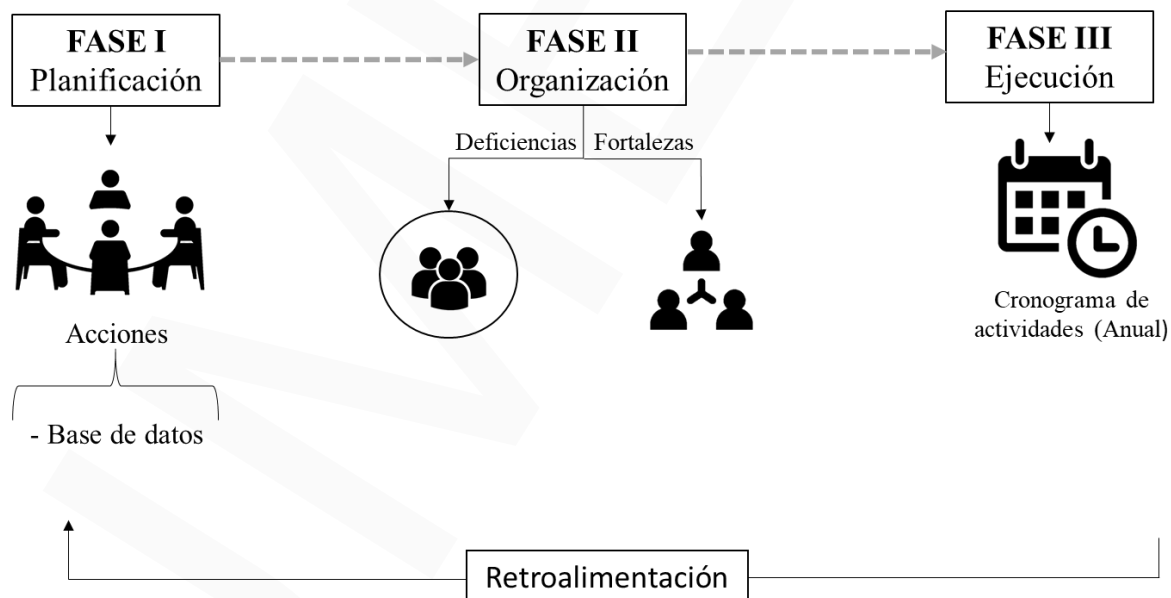 FASE I
Planificación
FASE II
Organización
FASE III
Ejecución
Deficiencias
Fortalezas
Acciones
- Base de datos
Cronograma de
actividades (Anual)
Retroalimentación